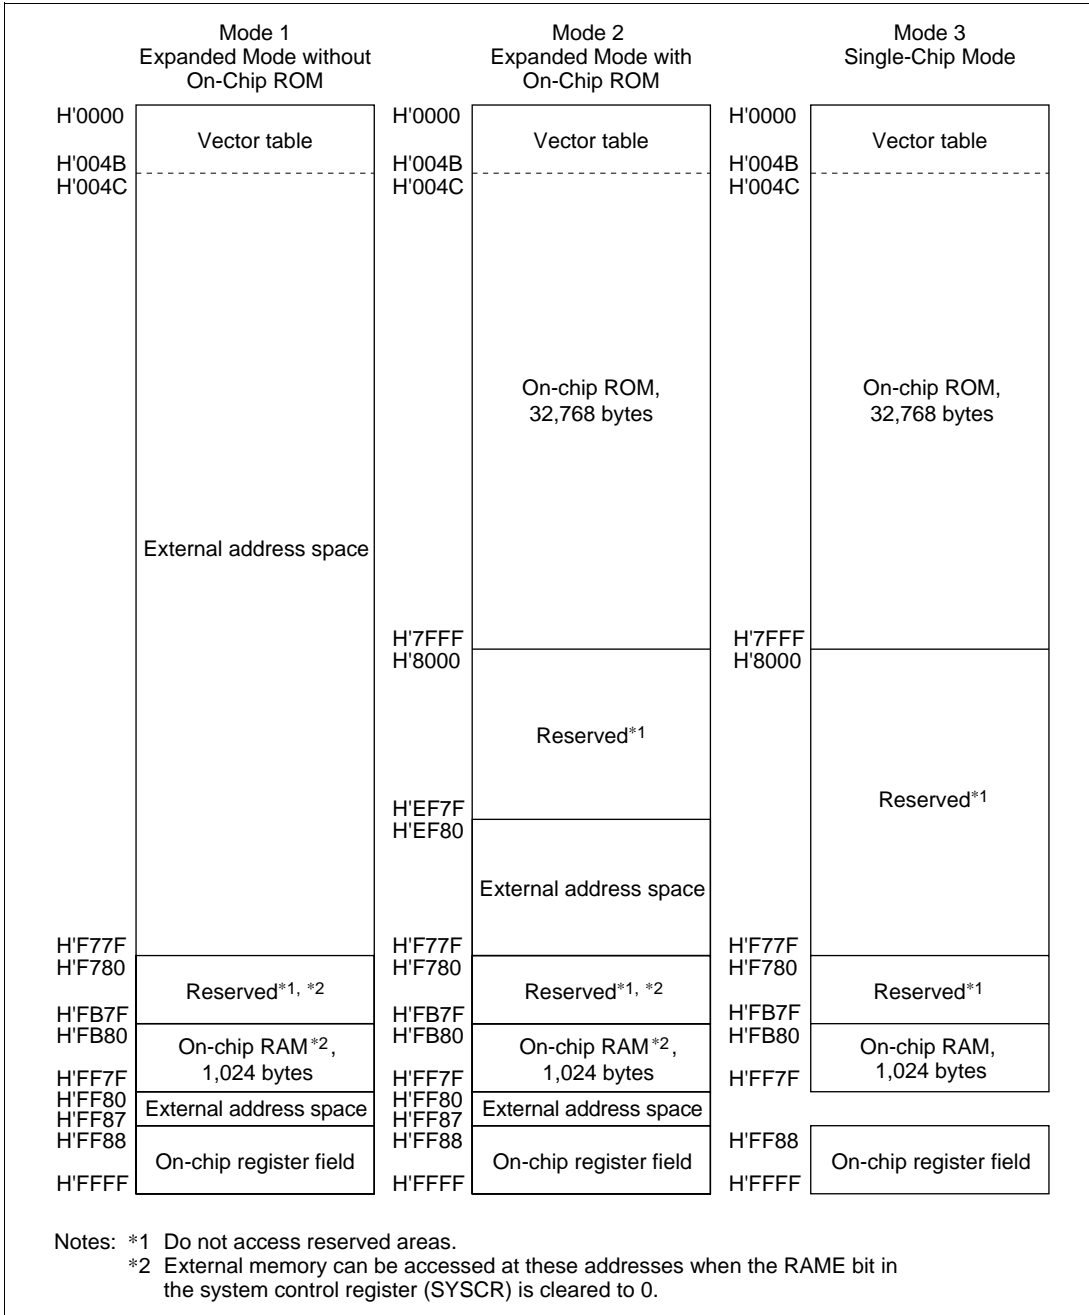 Mode 1
Expanded Mode without
On-Chip ROM
H'0000
Vector table
H'004B
H'004C
External address space
H'F77F
H'F780
Reserved*1, *2
H'FB7F
H'FB80
On-chip RAM*2,
1,024 bytes
H'FF7F
H'FF80
External address space
H'FF87
H'FF88
On-chip register field
H'FFFF
Mode 2
Expanded Mode with
On-Chip ROM
H'0000
Vector table
H'004B
H'004C
On-chip ROM,
32,768 bytes
H'7FFF
H'8000
Reserved*1
H'EF7F
H'EF80
External address space
H'F77F
H'F780
Reserved*1, *2
H'FB7F
H'FB80
On-chip RAM*2,
1,024 bytes
H'FF7F
H'FF80
External address space
H'FF87
H'FF88
On-chip register field
H'FFFF
Mode 3
Single-Chip Mode
H'0000
Vector table
H'004B
H'004C
On-chip ROM,
32,768 bytes
H'7FFF
H'8000
Reserved*1
H'F77F
H'F780
Reserved*1
H'FB7F
H'FB80
On-chip RAM,
1,024 bytes
H'FF7F
H'FF88
On-chip register field
H'FFFF
Notes: *1 Do not access reserved areas.
*2 External memory can be accessed at these addresses when the RAME bit in
the system control register (SYSCR) is cleared to 0.